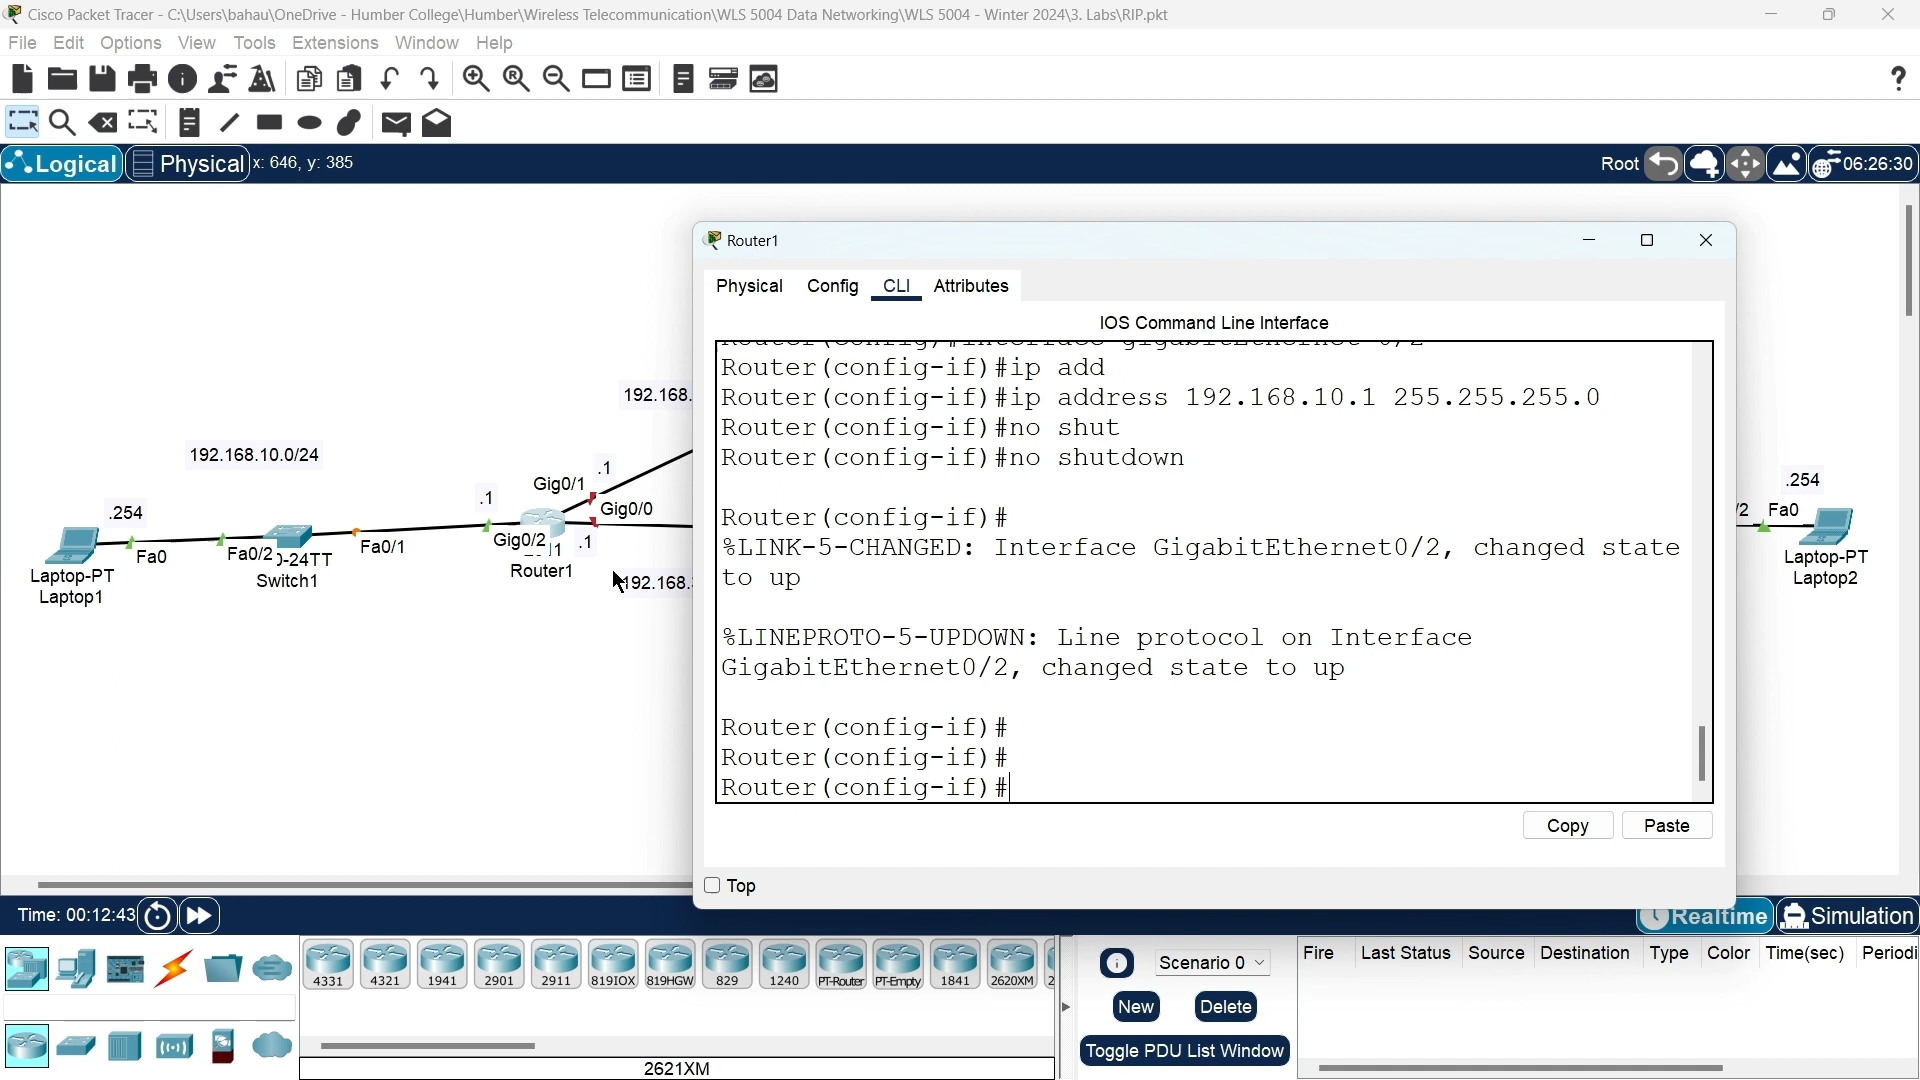 Cisco Packet Tracer - C:\Users\bahau\OneDrive - Humber College\Humber\Wireless Telecommunication\WLS 5004 Data Networking\WLS 5004 - Winter 2024\3. Labs\RIP.pkt
File Edit Options View Tools Extensions Window Help
Logical Physical x: 646, y: 385 Root 06:26:30
Router1
Physical Config CLI Attributes
IOS Command Line Interface
Router(config-if)#ip add
Router(config-if)#ip address 192.168.10.1 255.255.255.0
Router(config-if)#no shut
Router(config-if)#no shutdown
Router(config-if)#
%LINK-5-CHANGED: Interface GigabitEthernet0/2, changed state
to up
%LINEPROTO-5-UPDOWN: Line protocol on Interface
GigabitEthernet0/2, changed state to up
Router(config-if)#
Router(config-if)#
Router(config-if)#
Copy Paste
Top
192.168.
192.168.10.0/24
.1
Gig0/1
.254
.1
Gig0/0
Fa0
Fa0/2
-24TT
Fa0/1
Gig0/2
.1
Laptop-PT
Laptop1
Switch1
Router1
192.168.
.254
/2 Fa0
Laptop-PT
Laptop2
Time: 00:12:43
Realtime Simulation
4331 4321 1941 2901 2911 819IOX 819HGW 829 1240 PT-Router PT-Empty 1841 2620XM 2
2621XM
Scenario 0
New Delete
Toggle PDU List Window
Fire Last Status Source Destination Type Color Time(sec) Periodi